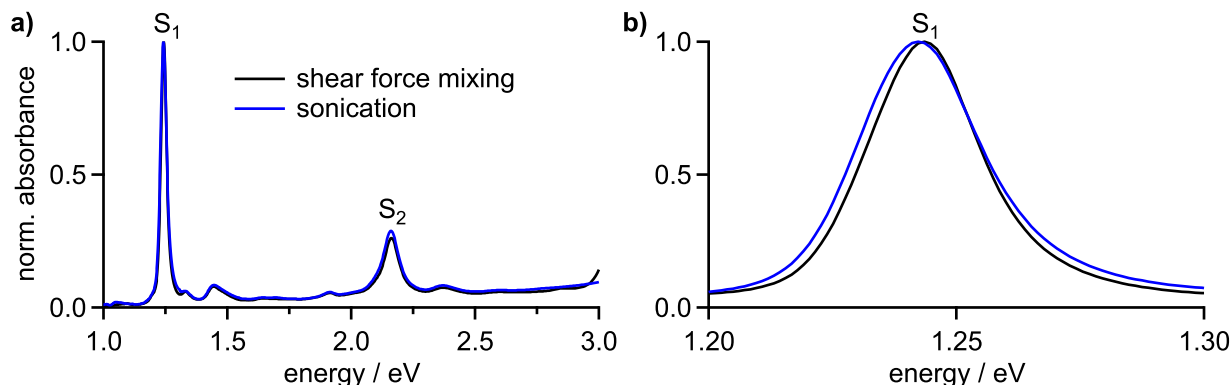 a)
S₁
1.0
shear force mixing
sonication
norm. absorbance
0.5
S₂
0.0
1.0 1.5 2.0 2.5 3.0
energy / eV
b)
S₁
1.0
0.5
0.0
1.20 1.25 1.30
energy / eV